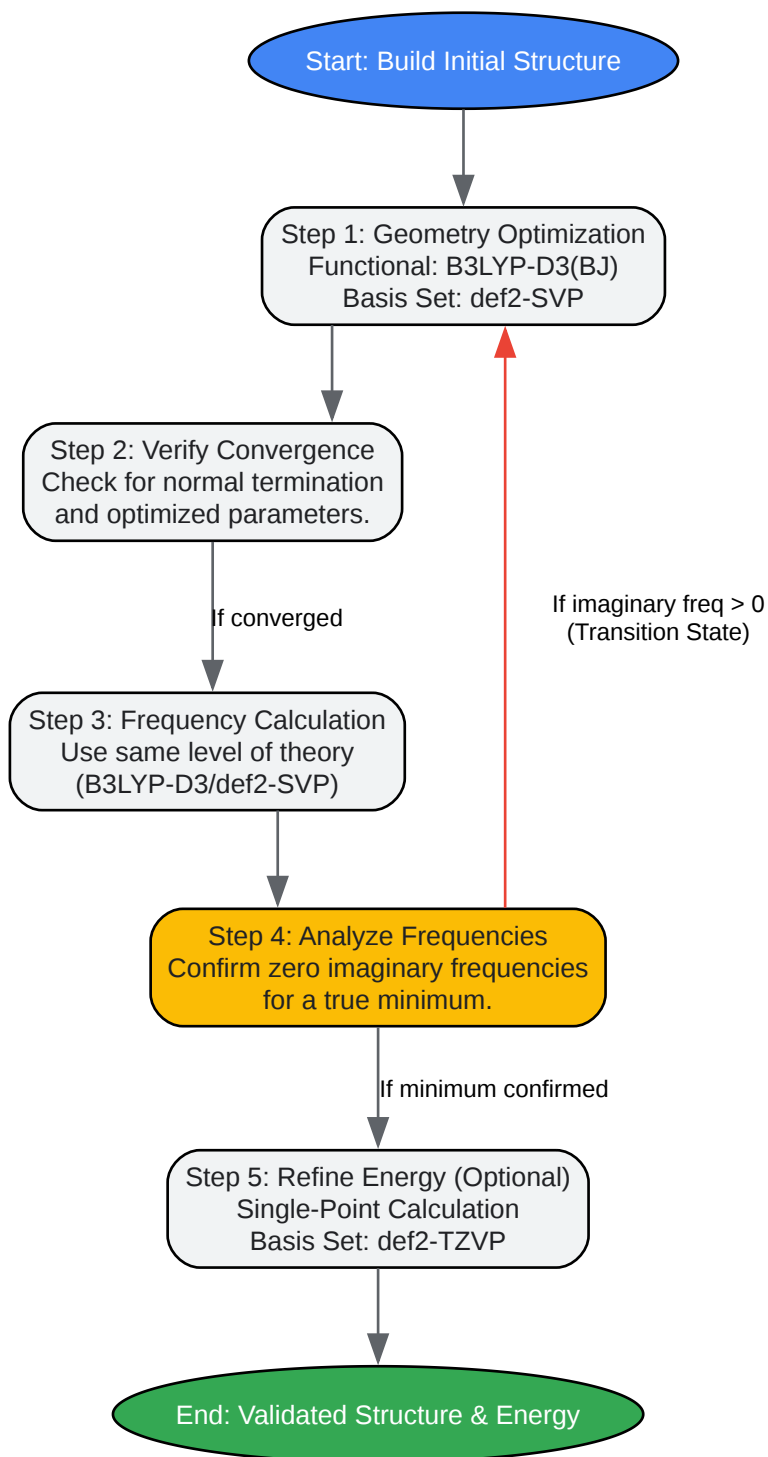 Start: Build Initial Structure
Step 1: Geometry Optimization
Functional: B3LYP-D3(BJ)
Basis Set: def2-SVP
Step 2: Verify Convergence
Check for normal termination
and optimized parameters.
If converged
If imaginary freq > 0
(Transition State)
Step 3: Frequency Calculation
Use same level of theory
(B3LYP-D3/def2-SVP)
Step 4: Analyze Frequencies
Confirm zero imaginary frequencies
for a true minimum.
If minimum confirmed
Step 5: Refine Energy (Optional)
Single-Point Calculation
Basis Set: def2-TZVP
End: Validated Structure & Energy